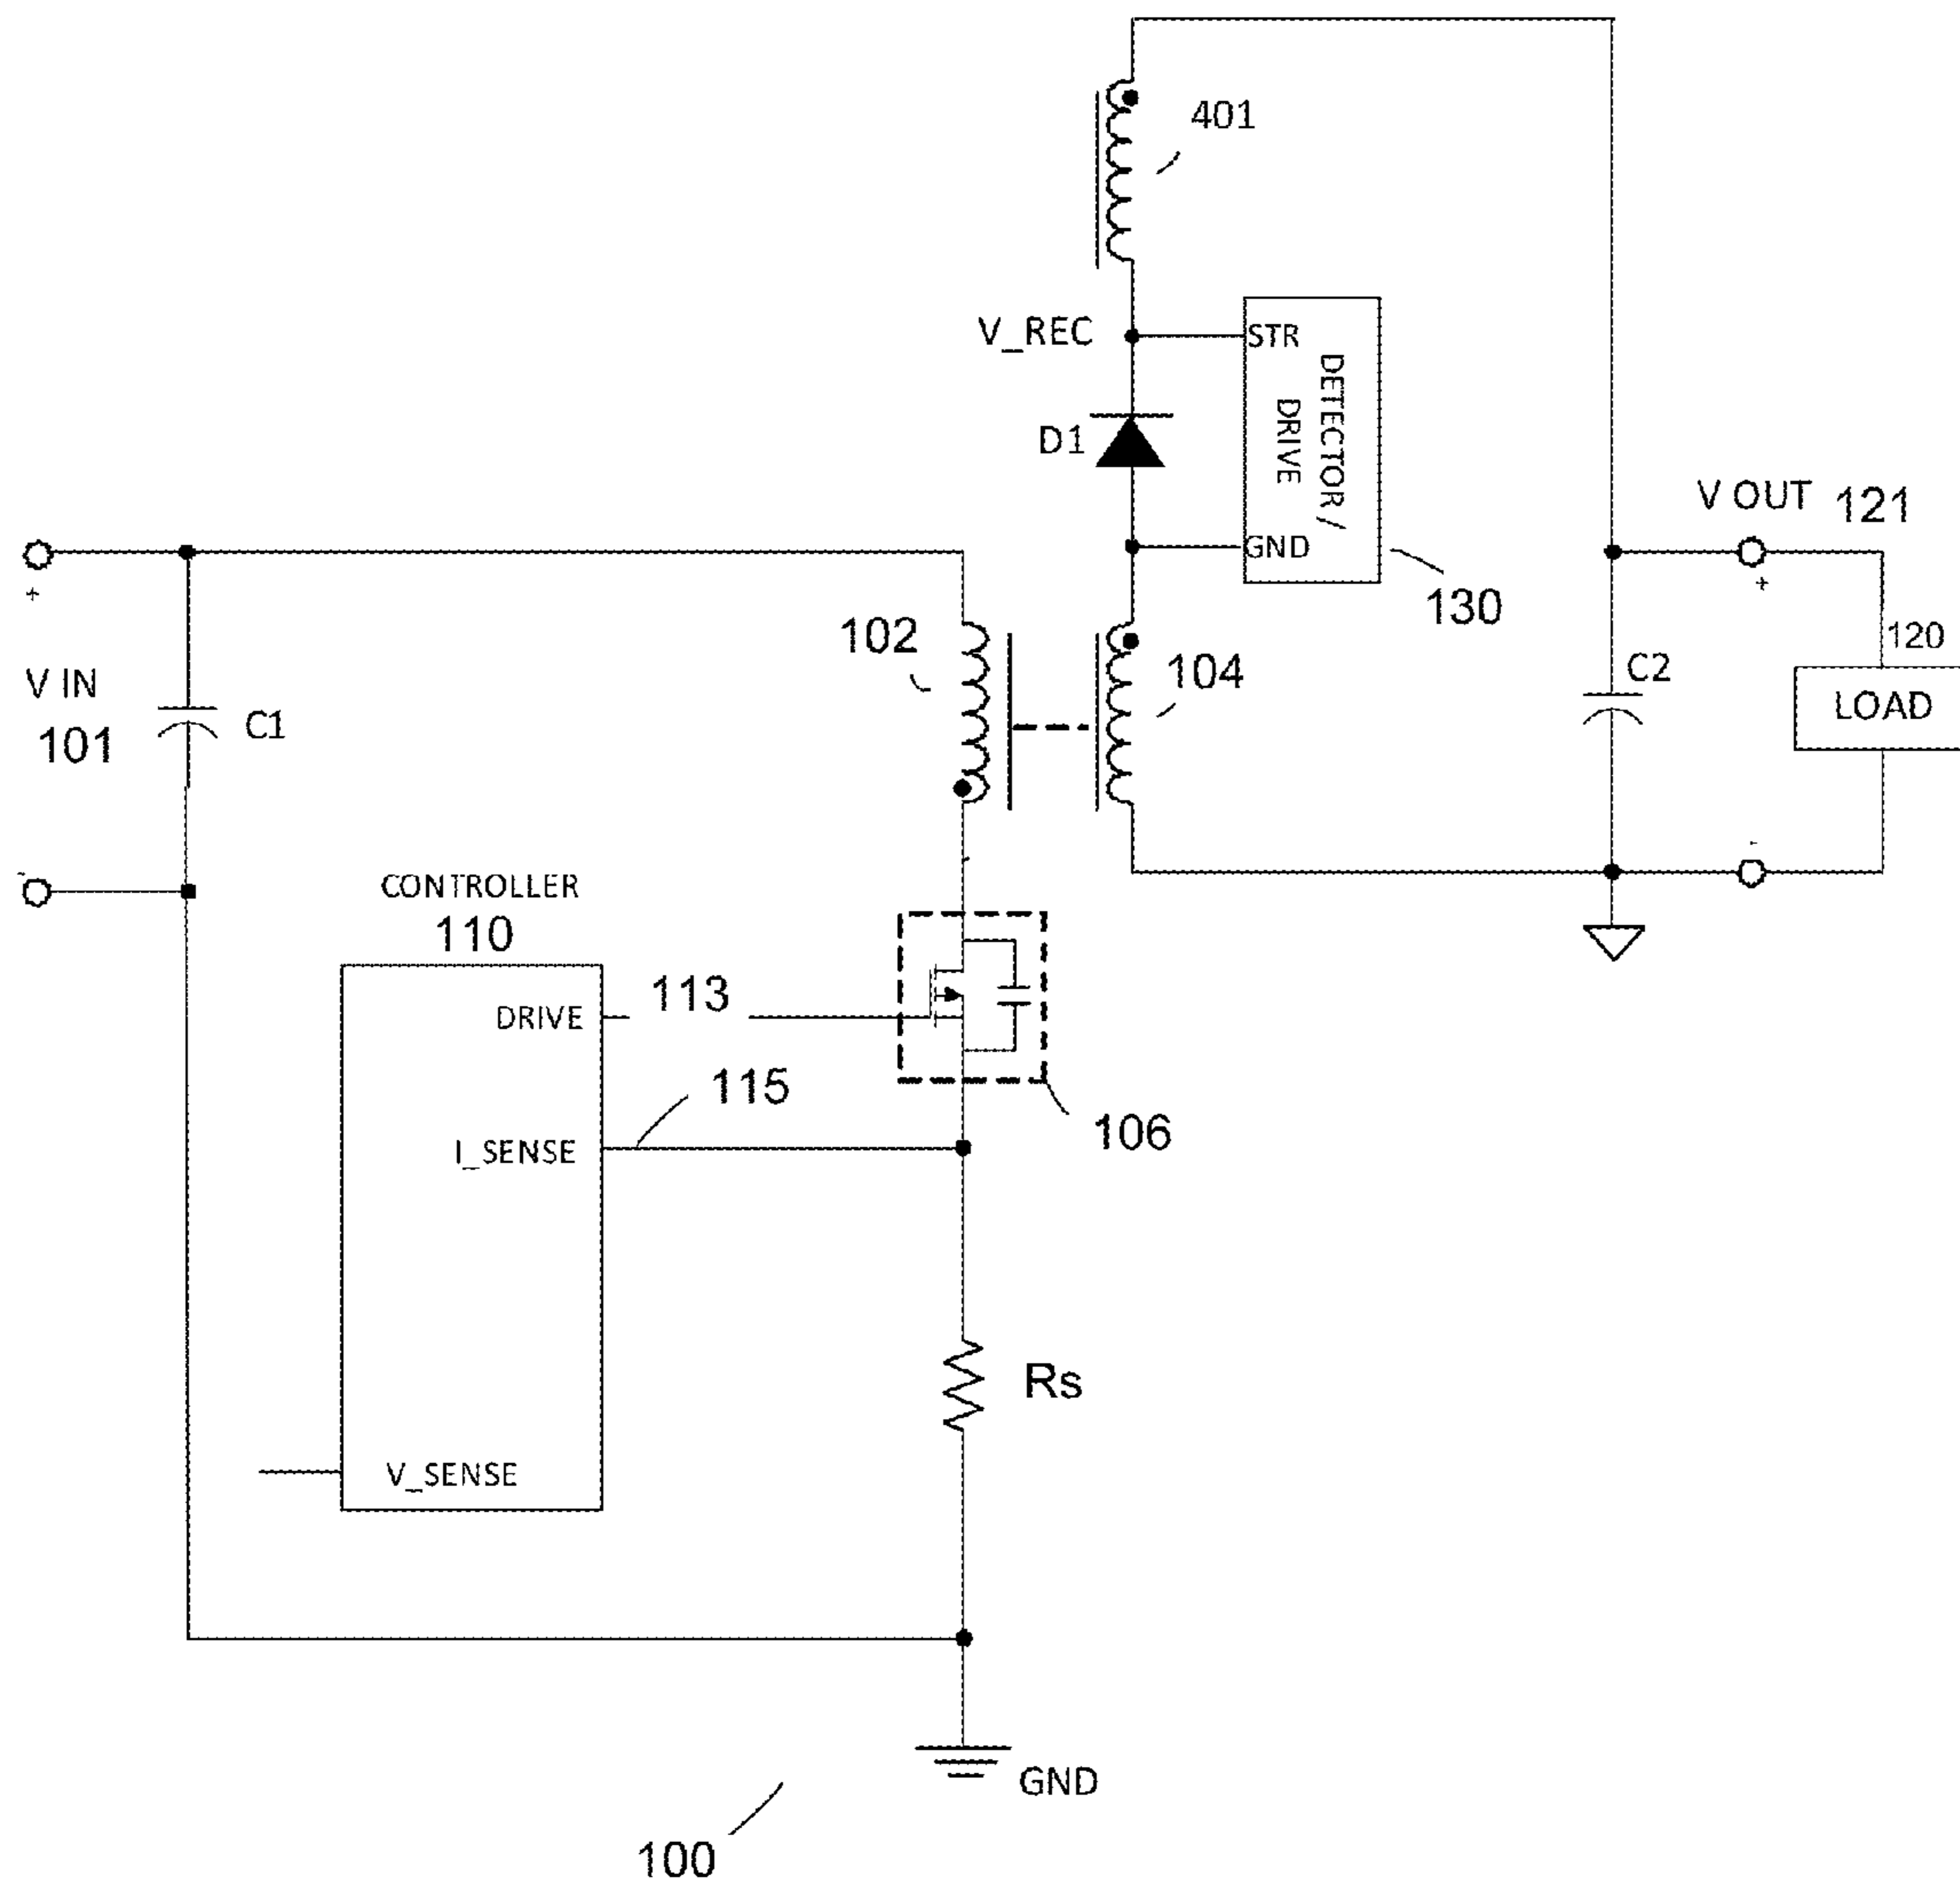 401
V_REC
STR
DETECTOR /
DRIVE
GND
D1
130
V OUT 121
+
120
LOAD
C2
-
+
V IN
101
C1
-
102
104
CONTROLLER
110
DRIVE
113
115
I_SENSE
106
Rs
V_SENSE
GND
100